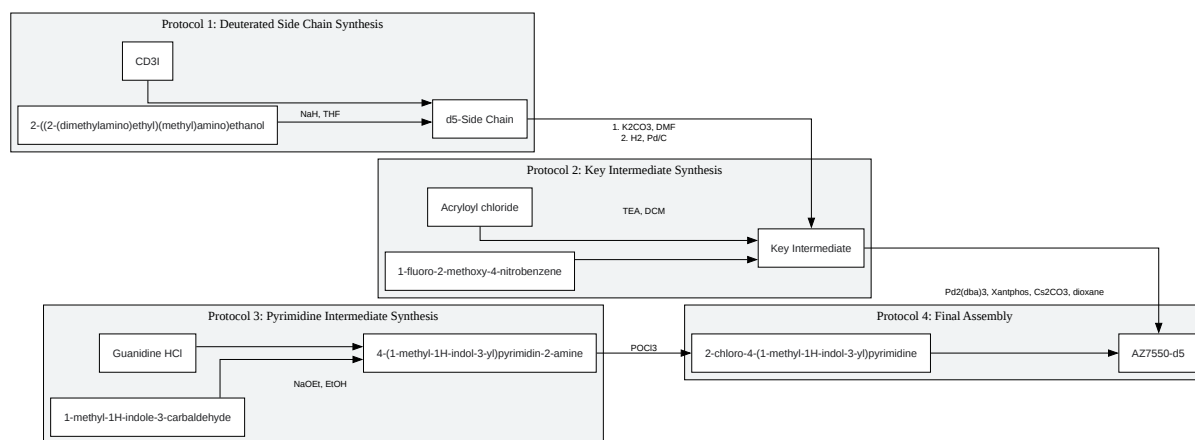 Protocol 1: Deuterated Side Chain Synthesis
CD3I
2-((2-(dimethylamino)ethyl)(methyl)amino)ethanol
NaH, THF
d5-Side Chain
1. K2CO3, DMF
2. H2, Pd/C
Protocol 2: Key Intermediate Synthesis
Acryloyl chloride
TEA, DCM
1-fluoro-2-methoxy-4-nitrobenzene
Key Intermediate
Pd2(dba)3, Xantphos, Cs2CO3, dioxane
Protocol 3: Pyrimidine Intermediate Synthesis
Guanidine HCl
4-(1-methyl-1H-indol-3-yl)pyrimidin-2-amine
NaOEt, EtOH
1-methyl-1H-indole-3-carbaldehyde
POCl3
Protocol 4: Final Assembly
2-chloro-4-(1-methyl-1H-indol-3-yl)pyrimidine
AZ7550-d5